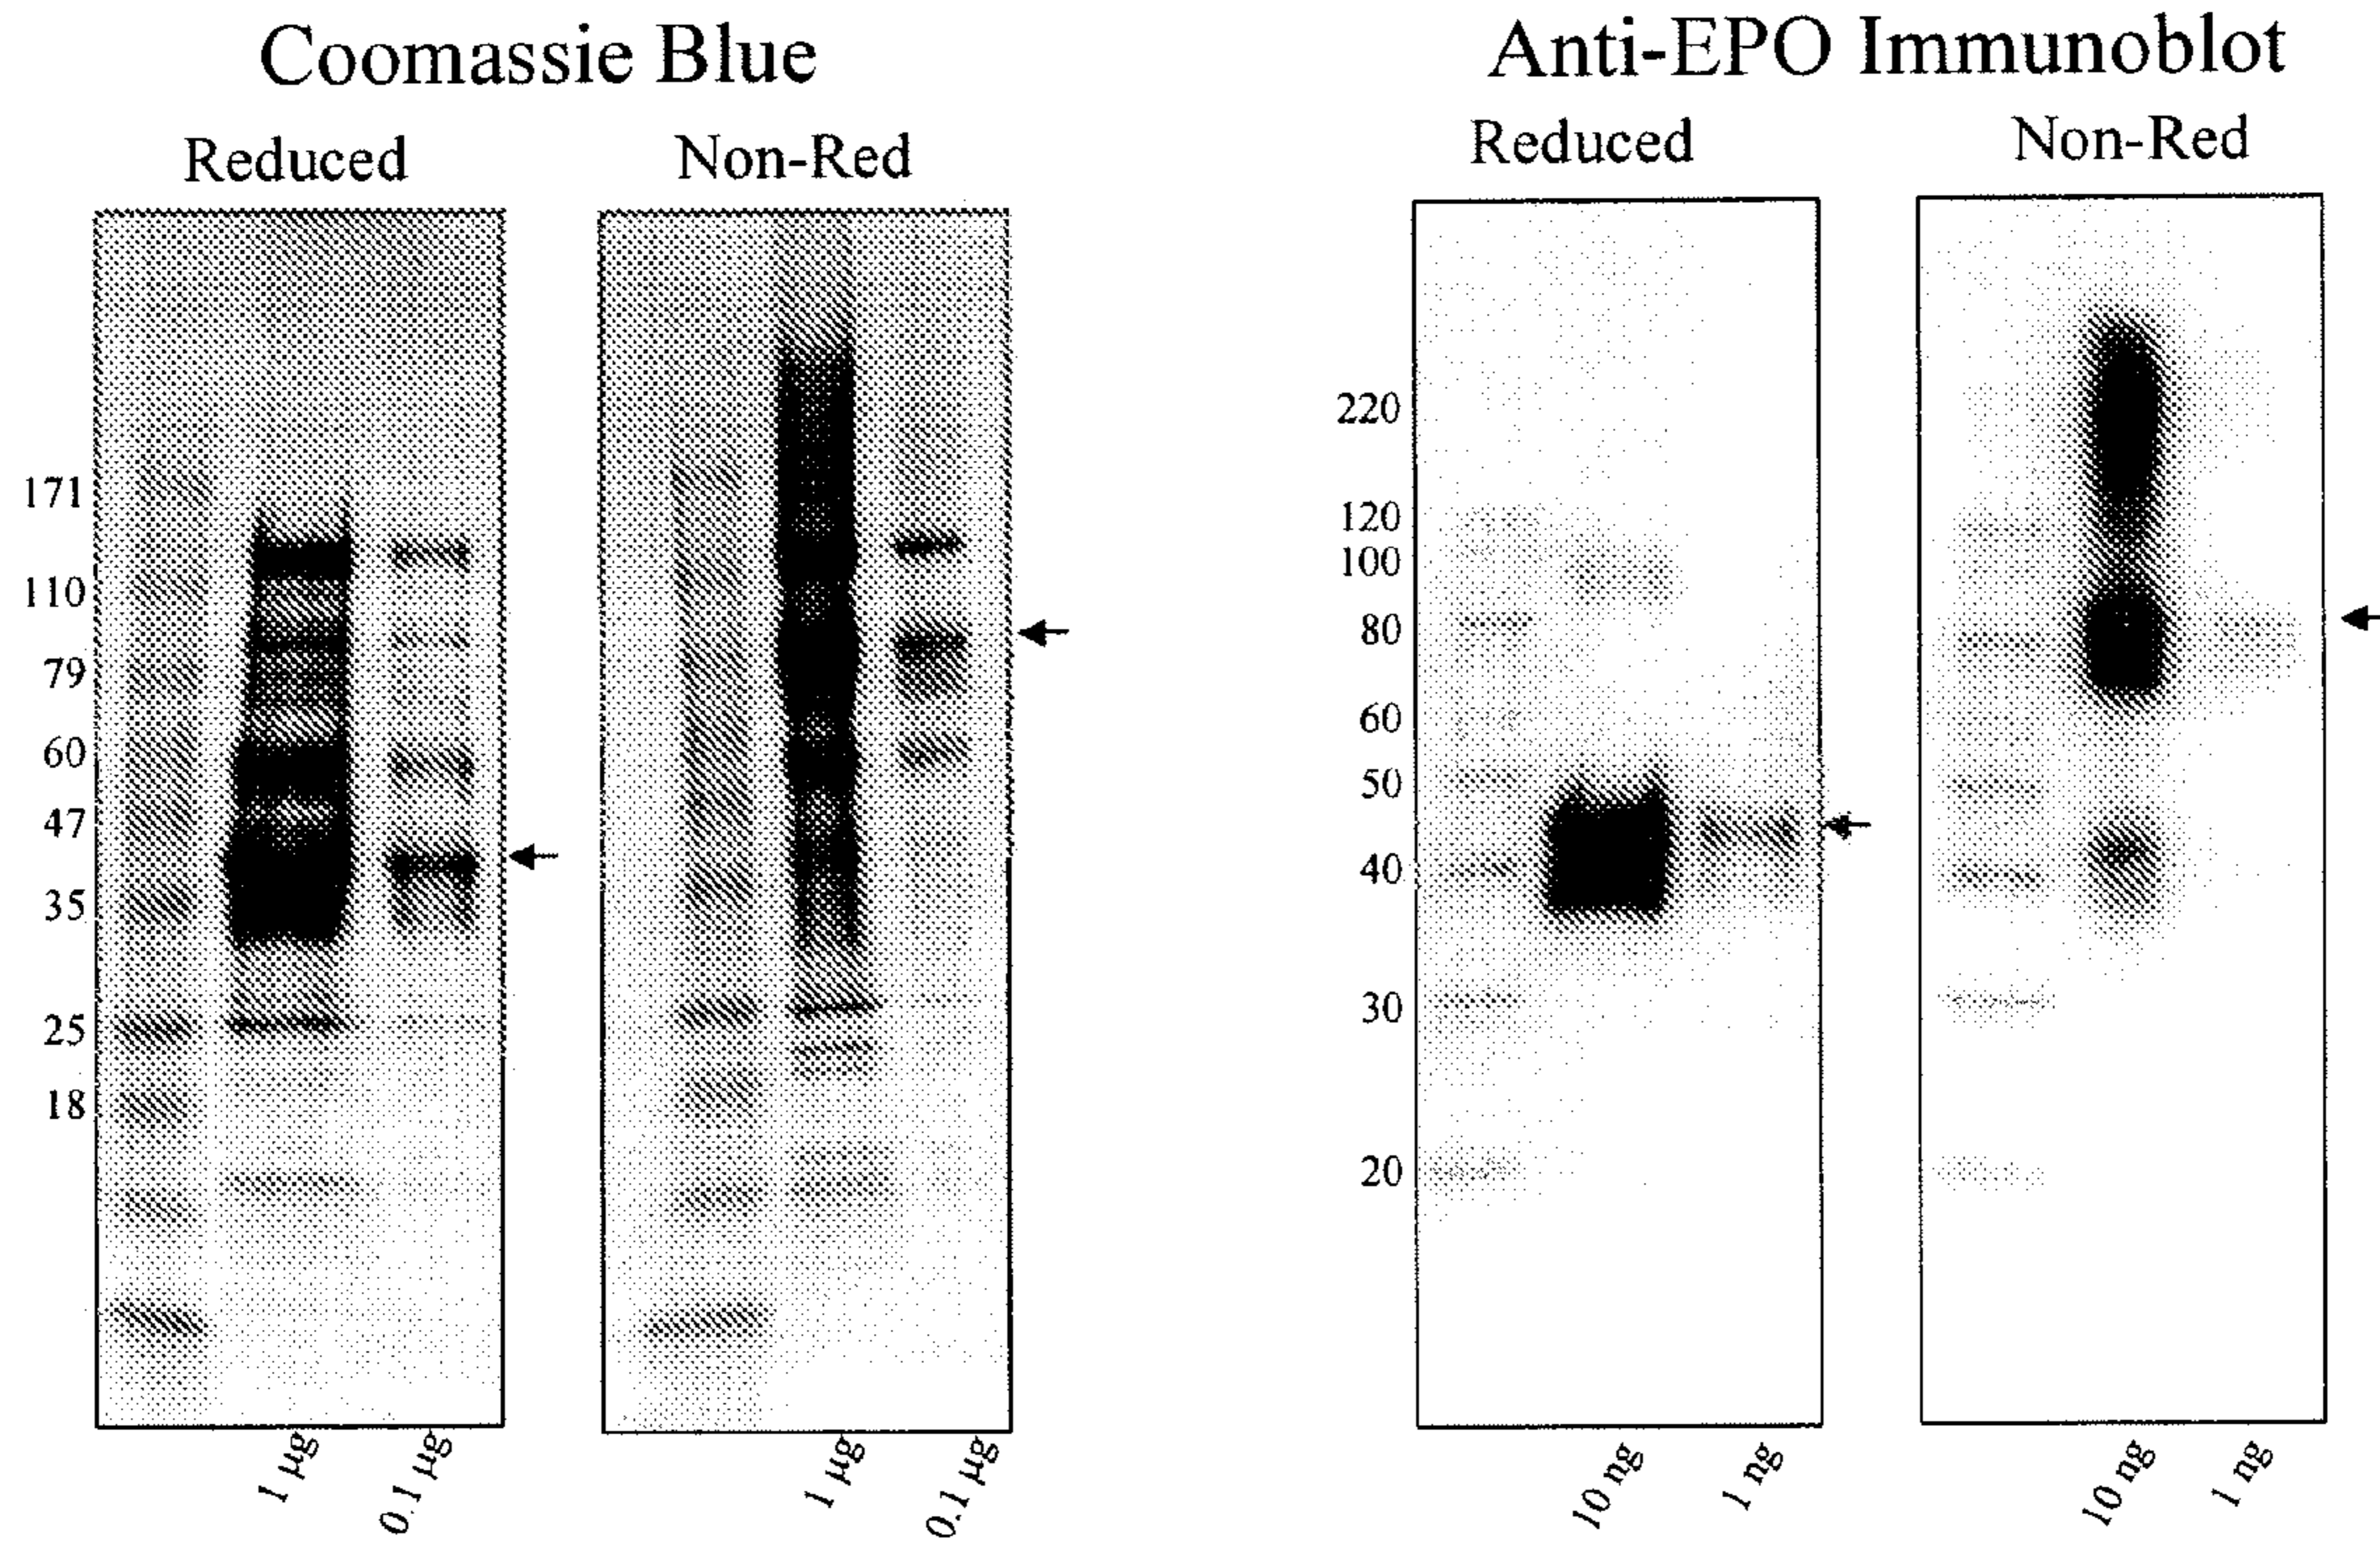 Coomassie Blue
Reduced
Non-Red
171
110
79
60
47
35
25
18
1 µg
0.1 µg
1 µg
0.1 µg
Anti-EPO Immunoblot
Reduced
Non-Red
220
120
100
80
60
50
40
30
20
10 ng
1 ng
10 ng
1 ng